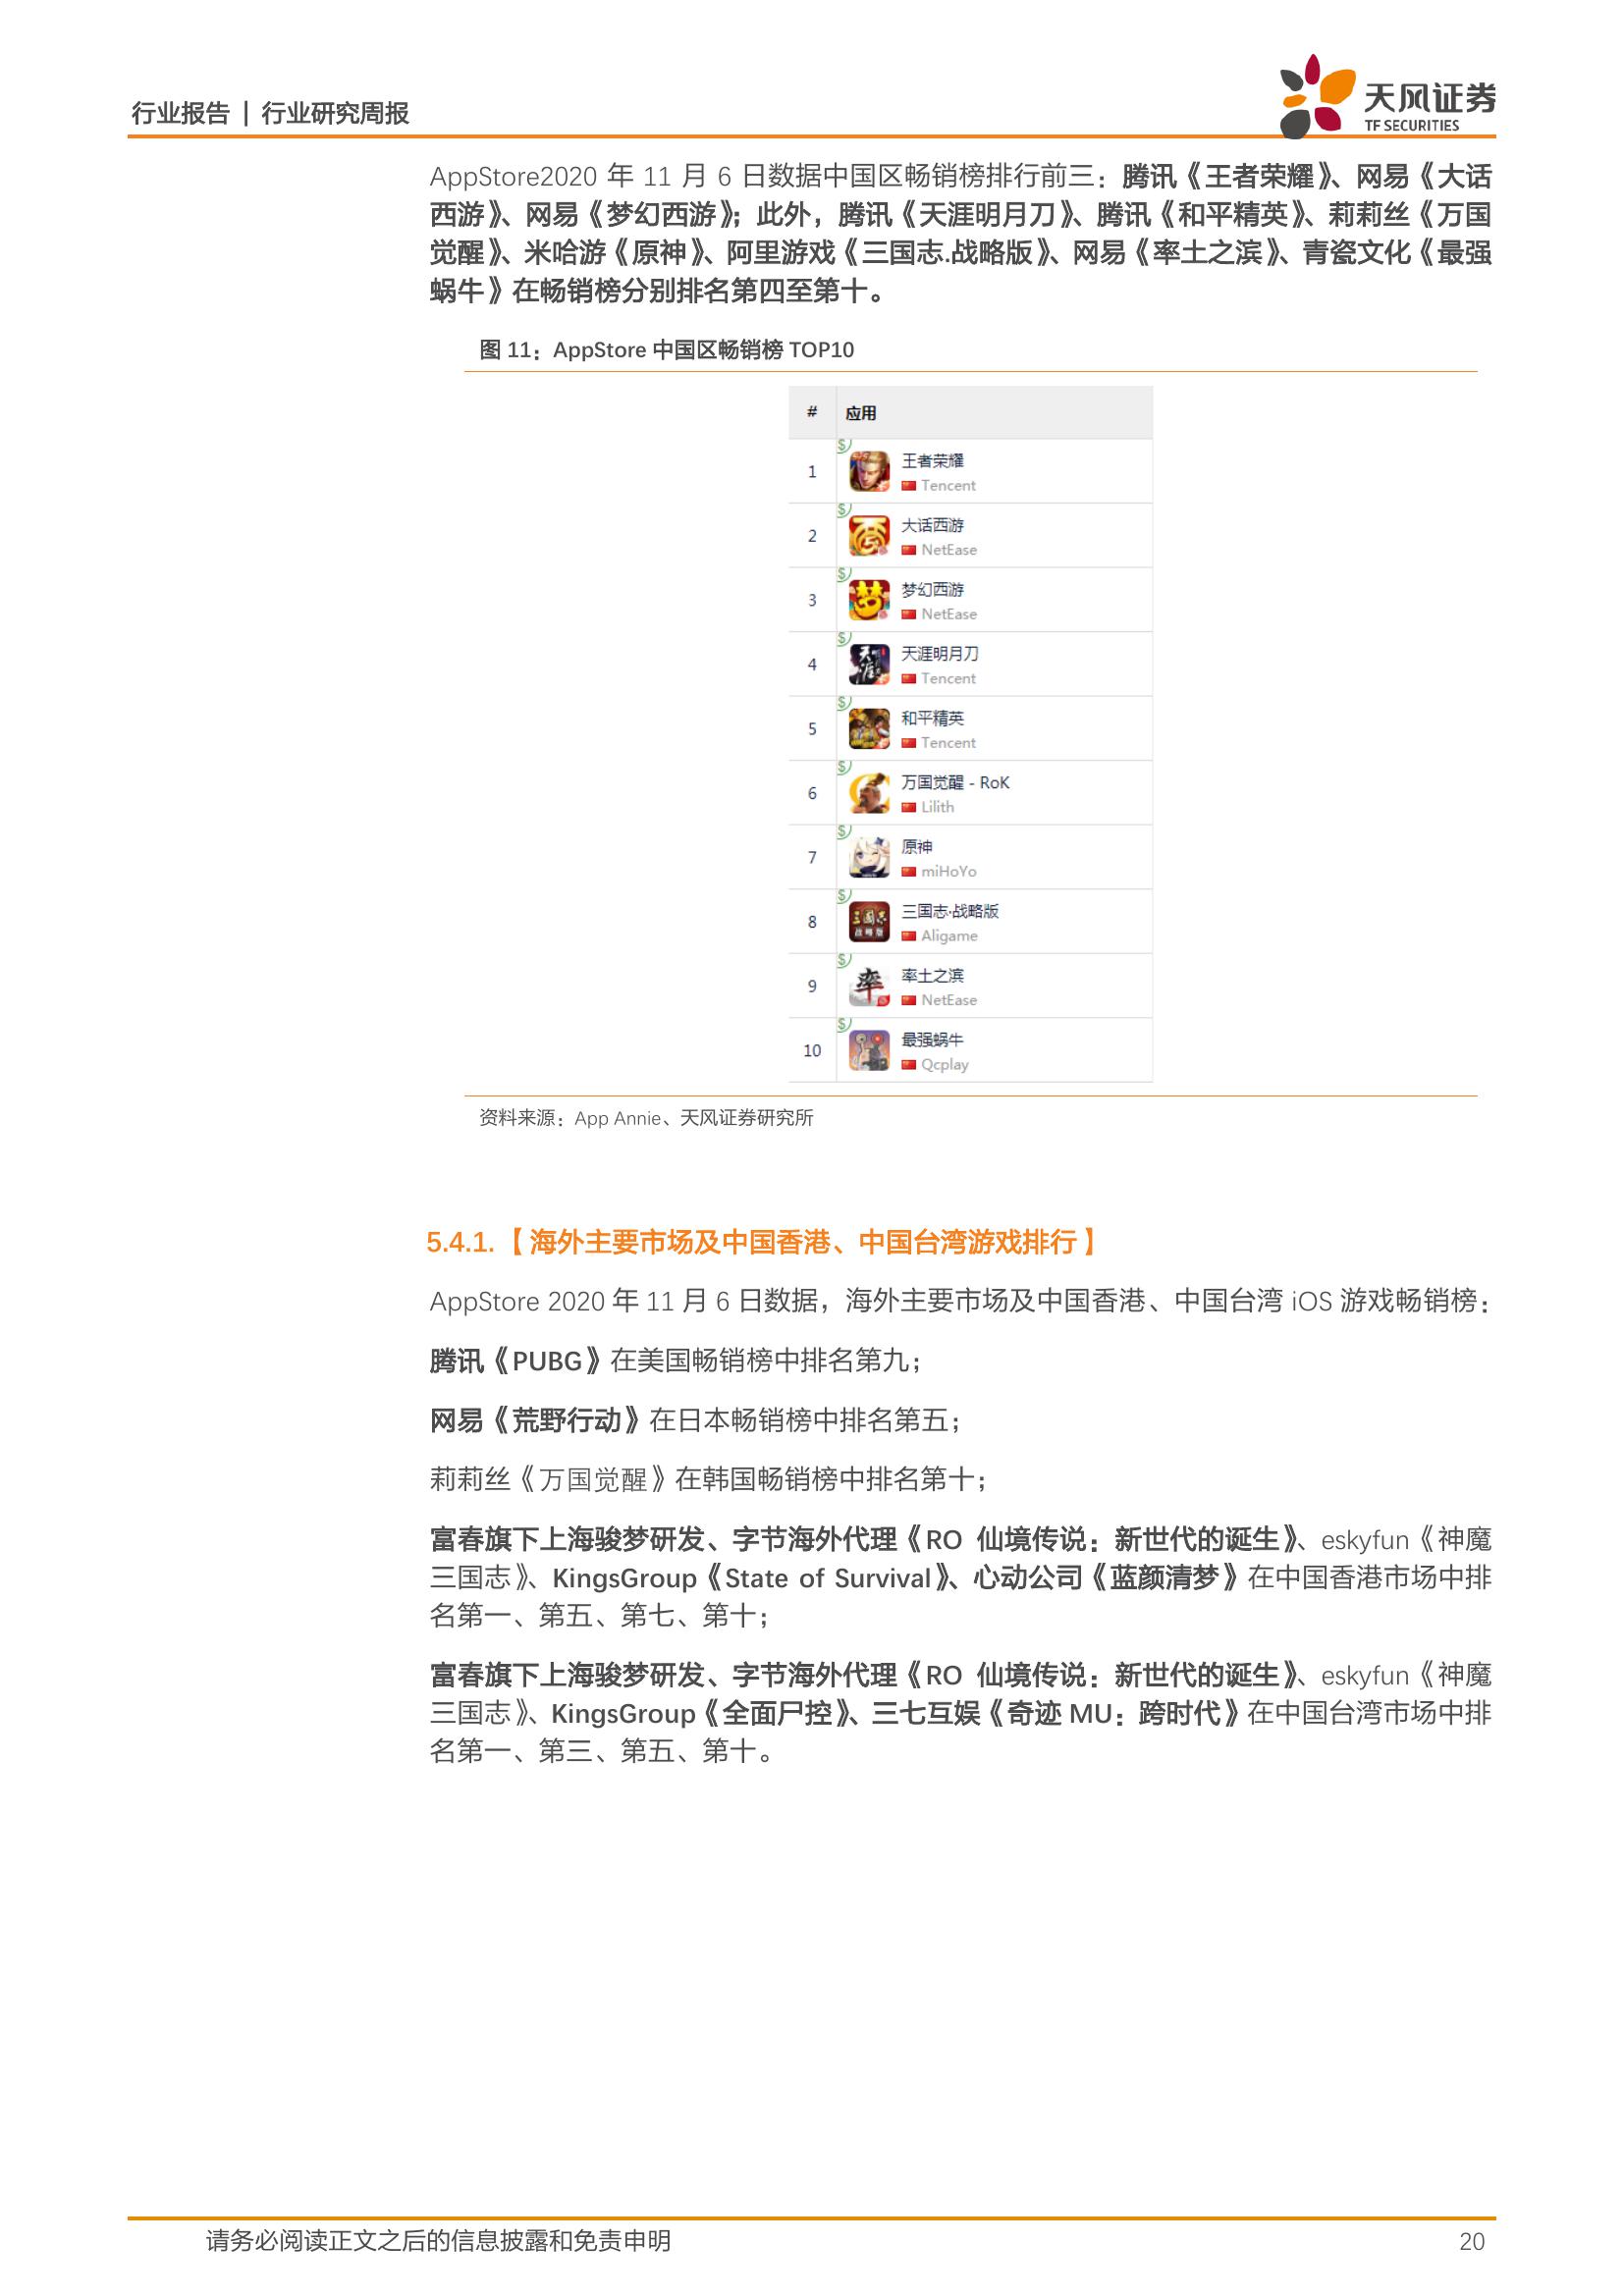 行业报告 | 行业研究周报
天风证券
TF SECURITIES
AppStore2020 年 11 月 6 日数据中国区畅销榜排行前三：腾讯《王者荣耀》、网易《大话
西游》、网易《梦幻西游》；此外，腾讯《天涯明月刀》、腾讯《和平精英》、莉莉丝《万国
觉醒》、米哈游《原神》、阿里游戏《三国志.战略版》、网易《率土之滨》、青瓷文化《最强
蜗牛》在畅销榜分别排名第四至第十。
图 11：AppStore 中国区畅销榜 TOP10
# 应用
1 王者荣耀
Tencent
2 大话西游
NetEase
3 梦幻西游
NetEase
4 天涯明月刀
Tencent
5 和平精英
Tencent
6 万国觉醒 - RoK
Lilith
7 原神
miHoYo
8 三国志·战略版
Aligame
9 率土之滨
NetEase
10 最强蜗牛
Qcplay
资料来源：App Annie、天风证券研究所
5.4.1.【海外主要市场及中国香港、中国台湾游戏排行】
AppStore 2020 年 11 月 6 日数据，海外主要市场及中国香港、中国台湾 iOS 游戏畅销榜：
腾讯《PUBG》在美国畅销榜中排名第九；
网易《荒野行动》在日本畅销榜中排名第五；
莉莉丝《万国觉醒》在韩国畅销榜中排名第十；
富春旗下上海骏梦研发、字节海外代理《RO 仙境传说：新世代的诞生》、eskyfun《神魔
三国志》、KingsGroup《State of Survival》、心动公司《蓝颜清梦》在中国香港市场中排
名第一、第五、第七、第十；
富春旗下上海骏梦研发、字节海外代理《RO 仙境传说：新世代的诞生》、eskyfun《神魔
三国志》、KingsGroup《全面尸控》、三七互娱《奇迹 MU：跨时代》在中国台湾市场中排
名第一、第三、第五、第十。
请务必阅读正文之后的信息披露和免责申明 20